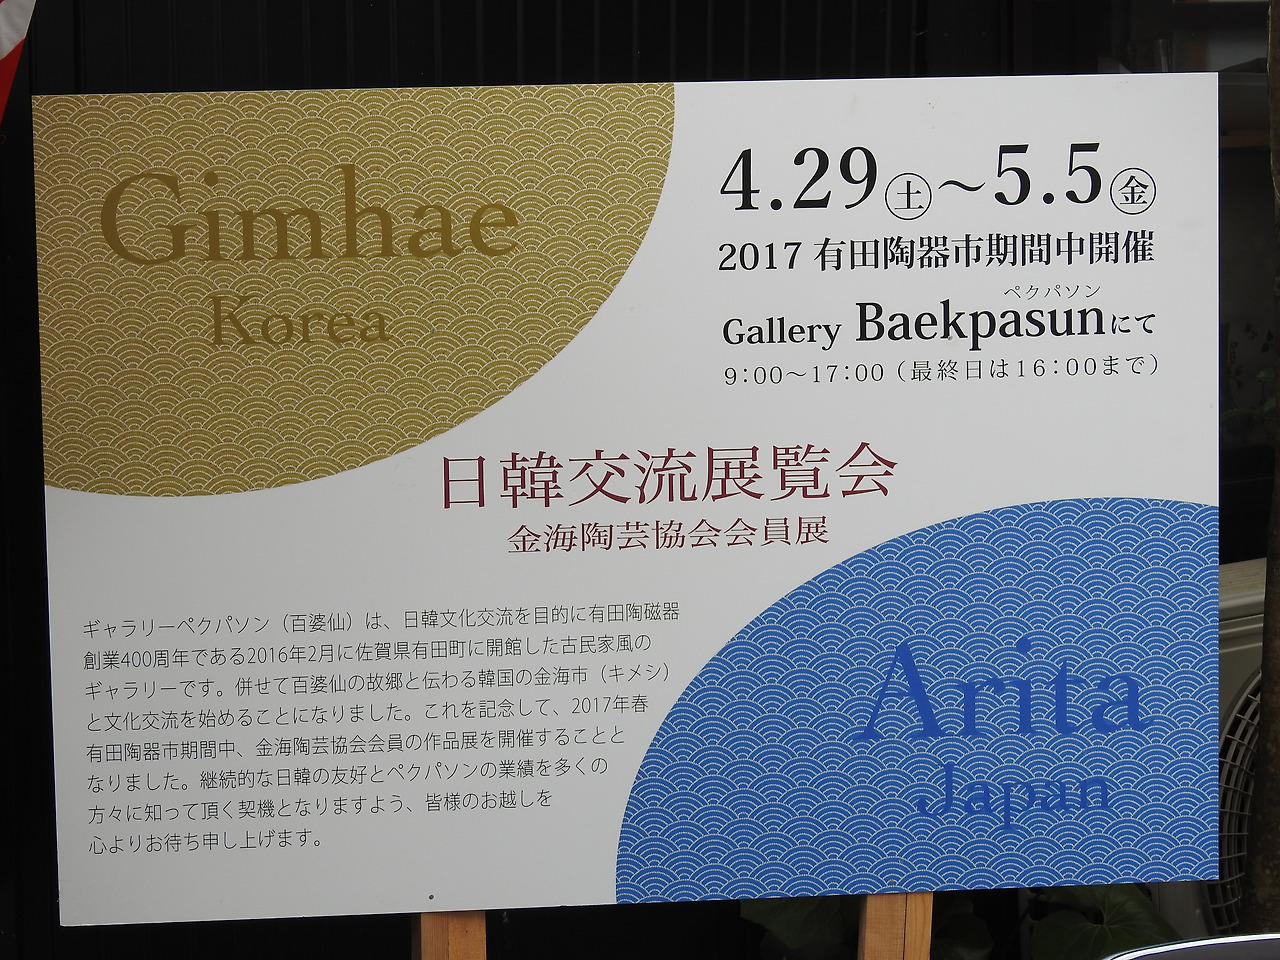 Gimhae
Korea
4.29㊏～5.5㊎
2017 有田陶器市期間中開催
ペクパソン
Gallery Baekpasunにて
9:00～17:00（最終日は16:00まで）
日韓交流展覧会
金海陶芸協会会員展
ギャラリーペクパソン（百婆仙）は、日韓文化交流を目的に有田陶磁器
創業400周年である2016年2月に佐賀県有田町に開館した古民家風の
ギャラリーです。併せて百婆仙の故郷と伝わる韓国の金海市（キメシ）
と文化交流を始めることになりました。これを記念して、2017年春
有田陶器市期間中、金海陶芸協会会員の作品展を開催することと
なりました。継続的な日韓の友好とペクパソンの業績を多くの
方々に知って頂く契機となりますよう、皆様のお越しを
心よりお待ち申し上げます。
Arita
Japan